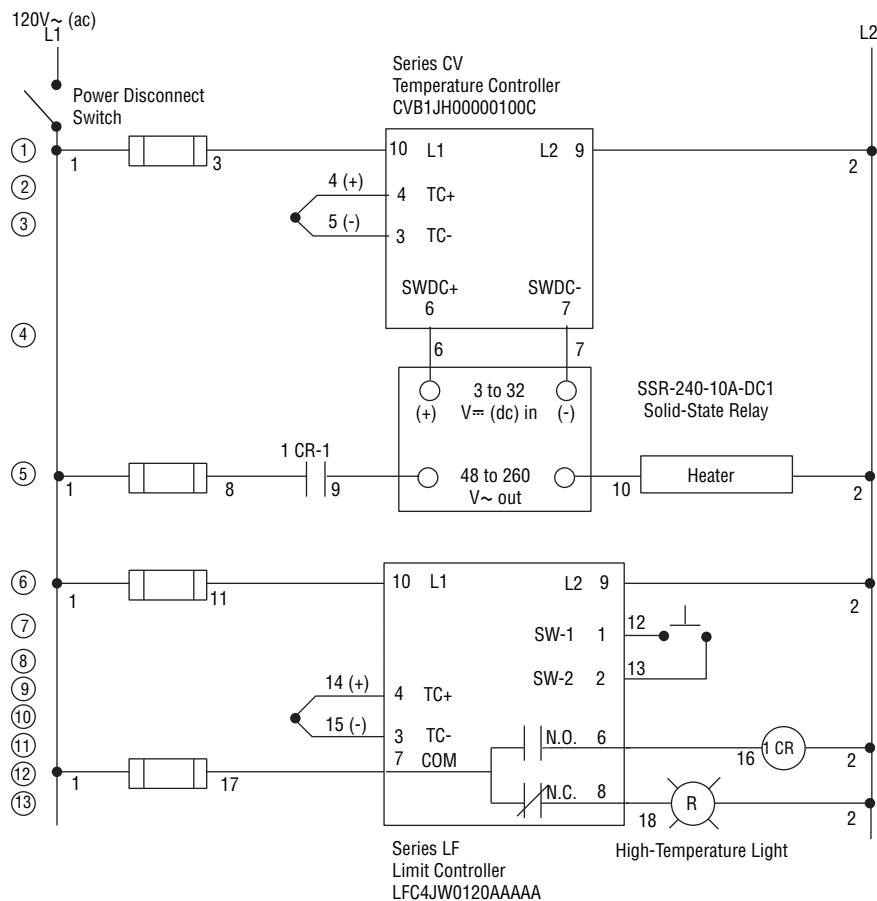 120V~ (ac)
L1
L2
Power Disconnect
Switch
Series CV
Temperature Controller
CVB1JH00000100C
1
1
3
10 L1
L2 9
2
2
4 (+)
4 TC+
3
5 (-)
3 TC-
SWDC+
6
SWDC-
7
4
6
7
(+)
3 to 32
V⎓ (dc) in
(-)
SSR-240-10A-DC1
Solid-State Relay
5
1
8
1 CR-1
9
48 to 260
V~ out
10
Heater
2
6
1
11
10 L1
L2 9
2
7
SW-1 1
12
8
SW-2 2
13
9
14 (+)
4 TC+
10
15 (-)
3 TC-
11
N.O. 6
16
1 CR
2
12
1
17
7 COM
13
N.C. 8
18
R
2
High-Temperature Light
Series LF
Limit Controller
LFC4JW0120AAAAA